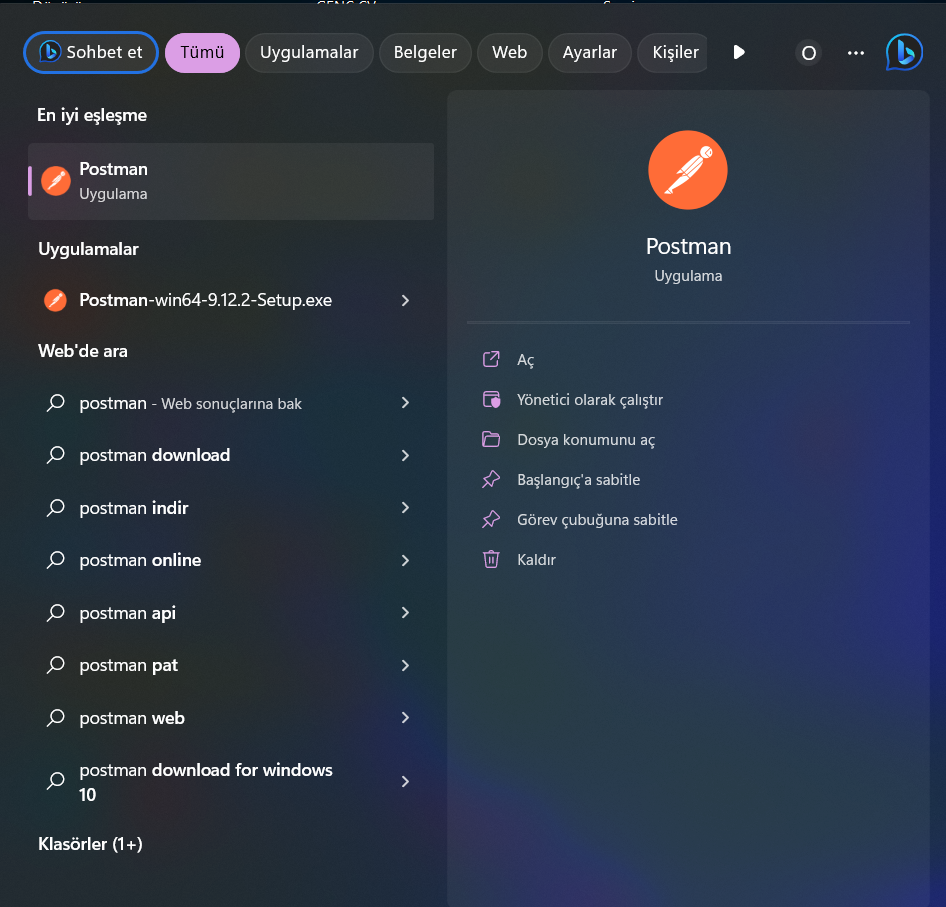 Sohbet et
Tümü
Uygulamalar
Belgeler
Web
Ayarlar
Kişiler
O
En iyi eşleşme
Postman
Uygulama
Uygulamalar
Postman-win64-9.12.2-Setup.exe
Web'de ara
postman - Web sonuçlarına bak
postman download
postman indir
postman online
postman api
postman pat
postman web
postman download for windows
10
Klasörler (1+)
Postman
Uygulama
Aç
Yönetici olarak çalıştır
Dosya konumunu aç
Başlangıç'a sabitle
Görev çubuğuna sabitle
Kaldır